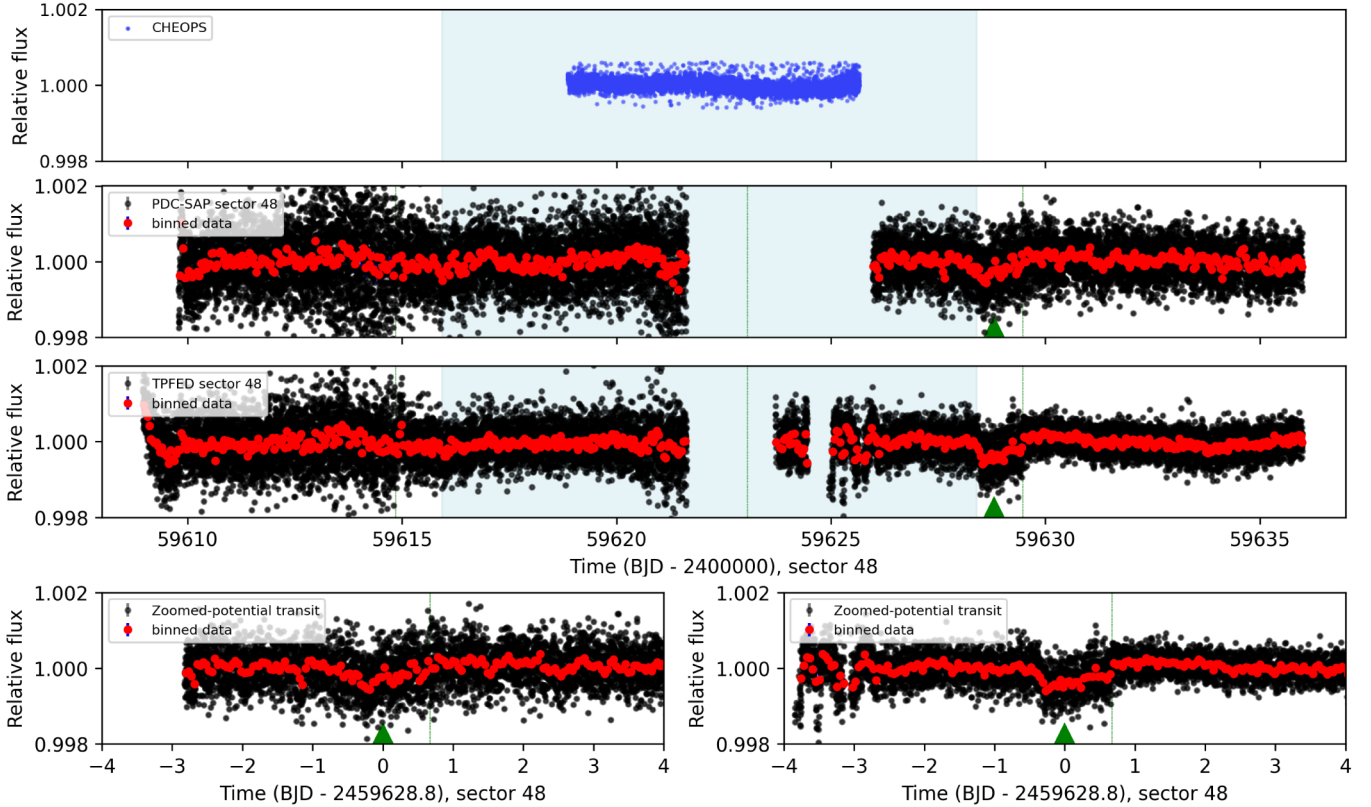 1.002
1.000
0.998
Relative flux
CHEOPS
1.002
1.000
0.998
Relative flux
PDC-SAP sector 48
binned data
1.002
1.000
0.998
Relative flux
TPFED sector 48
binned data
59610 59615 59620 59625 59630 59635
Time (BJD - 2400000), sector 48
1.002
1.000
0.998
Relative flux
Zoomed-potential transit
binned data
−4 −3 −2 −1 0 1 2 3 4
Time (BJD - 2459628.8), sector 48
1.002
1.000
0.998
Relative flux
Zoomed-potential transit
binned data
−4 −3 −2 −1 0 1 2 3 4
Time (BJD - 2459628.8), sector 48